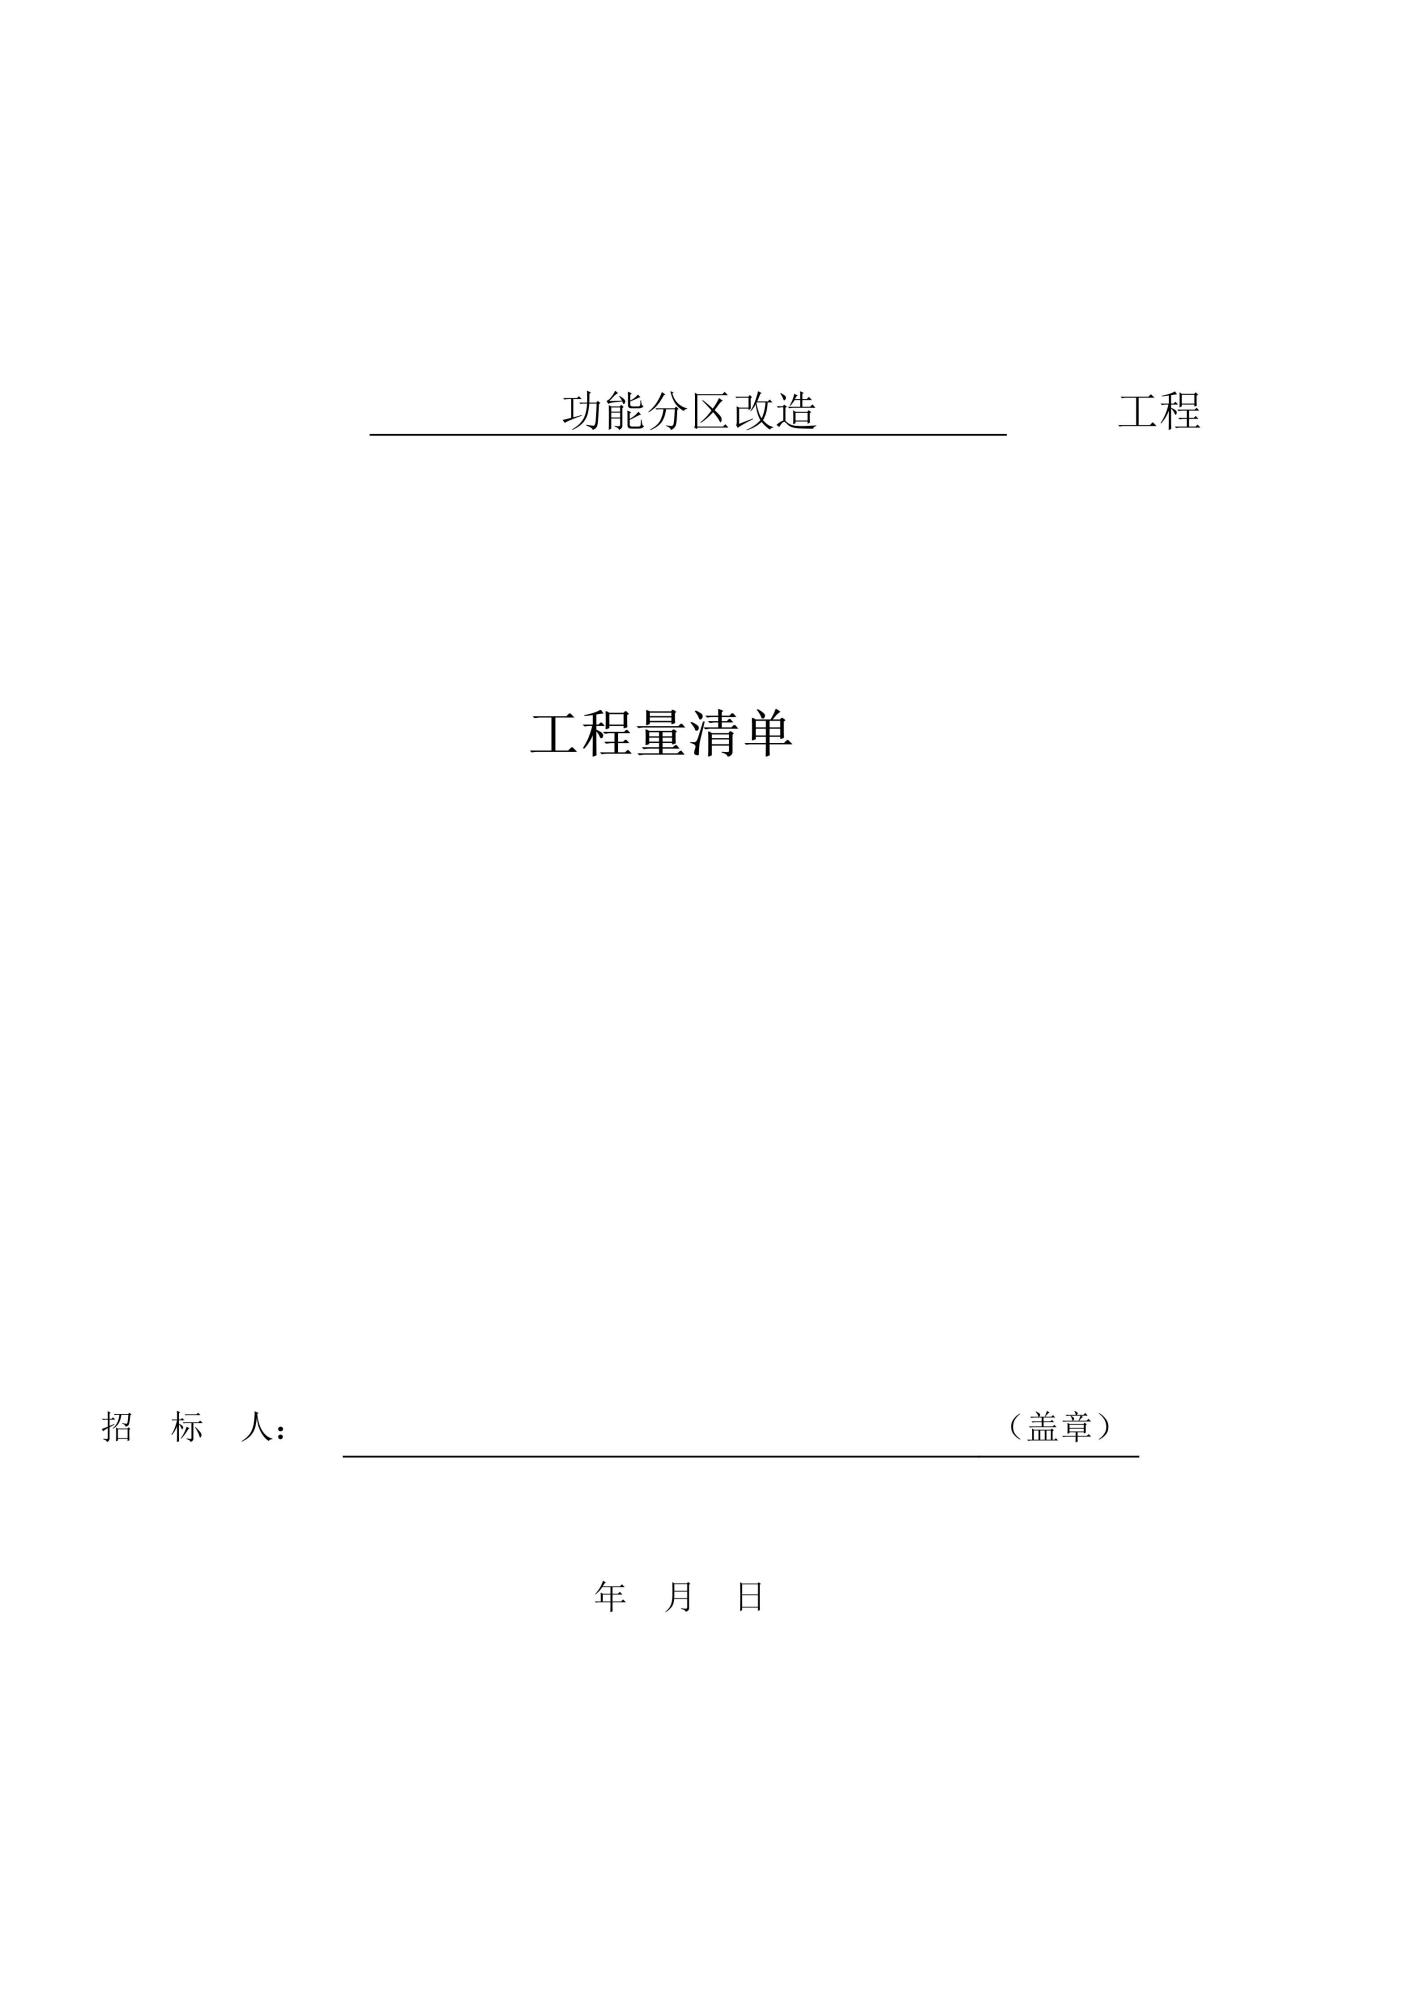 功能分区改造 工程
工程量清单
招 标 人: (盖章)
年 月 日